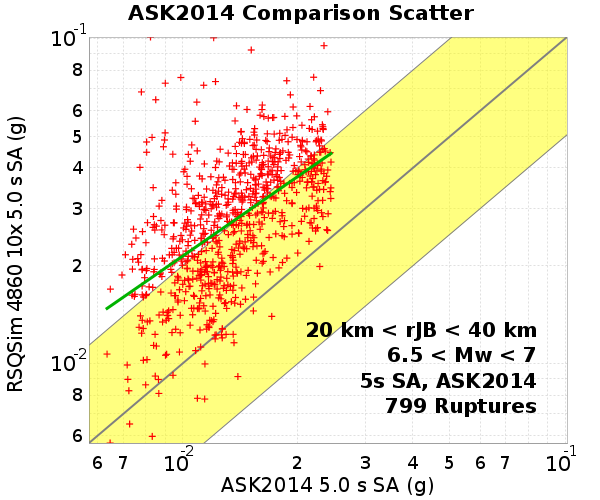 ASK2014 Comparison Scatter
RSQSim 4860 10x 5.0 s SA (g)
10-1
8
6
5
4
3
2
10-2
8
6
20 km < rJB < 40 km
6.5 < Mw < 7
5s SA, ASK2014
799 Ruptures
6 7 10-2 2 3 4 5 6 7 10-1
ASK2014 5.0 s SA (g)